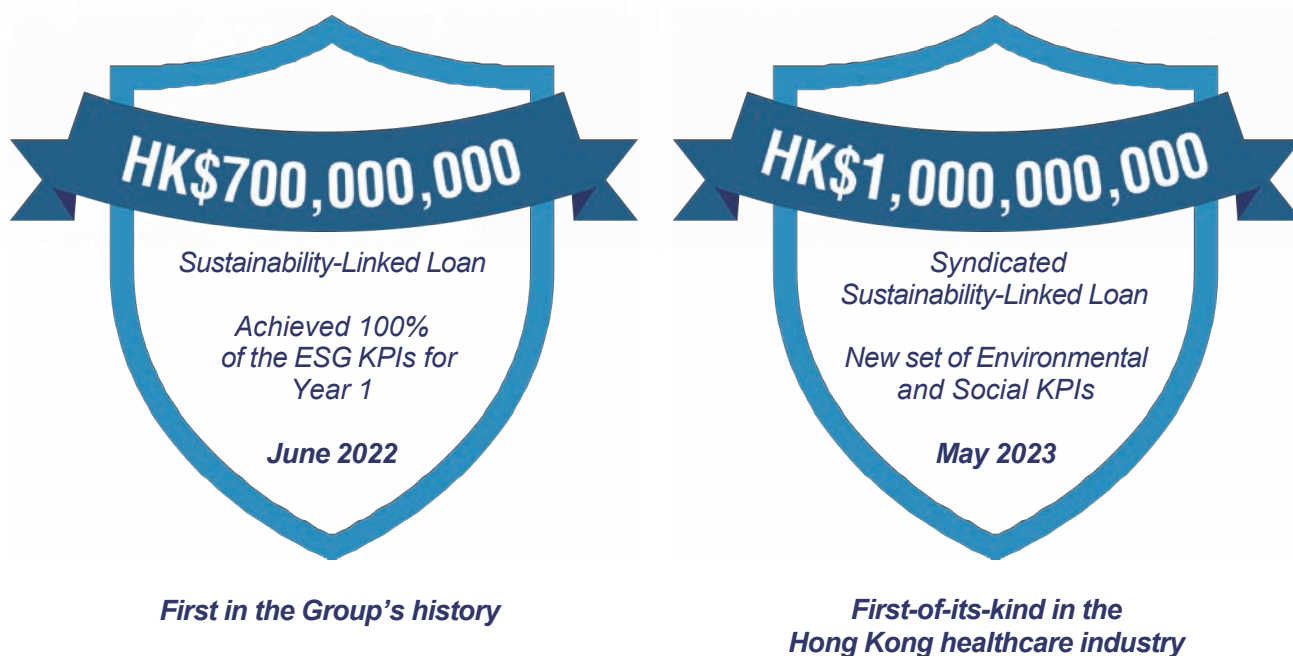 HK$700,000,000
Sustainability-Linked Loan
Achieved 100%
of the ESG KPIs for
Year 1
June 2022
First in the Group's history
HK$1,000,000,000
Syndicated
Sustainability-Linked Loan
New set of Environmental
and Social KPIs
May 2023
First-of-its-kind in the
Hong Kong healthcare industry